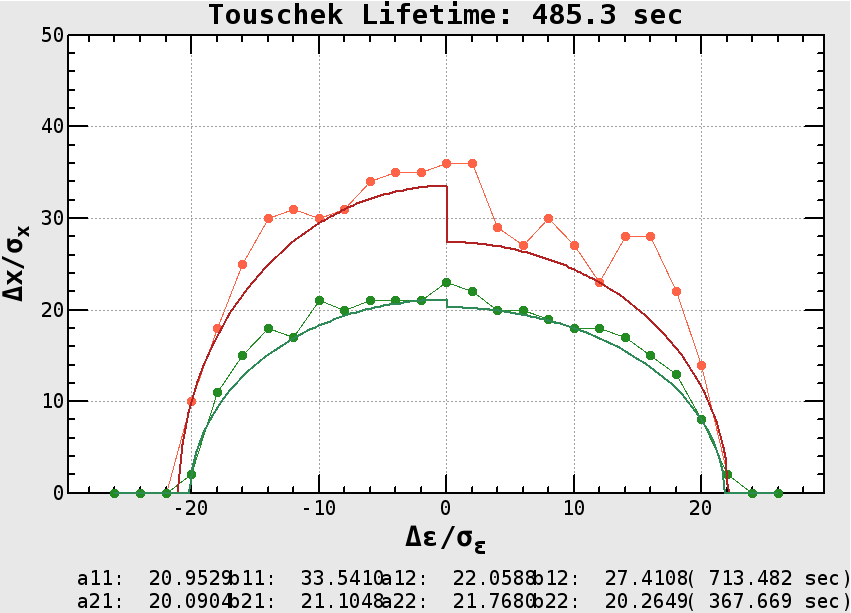 Touschek Lifetime: 485.3 sec
50
40
30
20
10
0
Δx/σx
-20 -10 0 10 20
Δε/σε
a11: 20.9529 b11: 33.5410 a12: 22.0588 b12: 27.4108 ( 713.482 sec)
a21: 20.0904 b21: 21.1048 a22: 21.7680 b22: 20.2649 ( 367.669 sec)